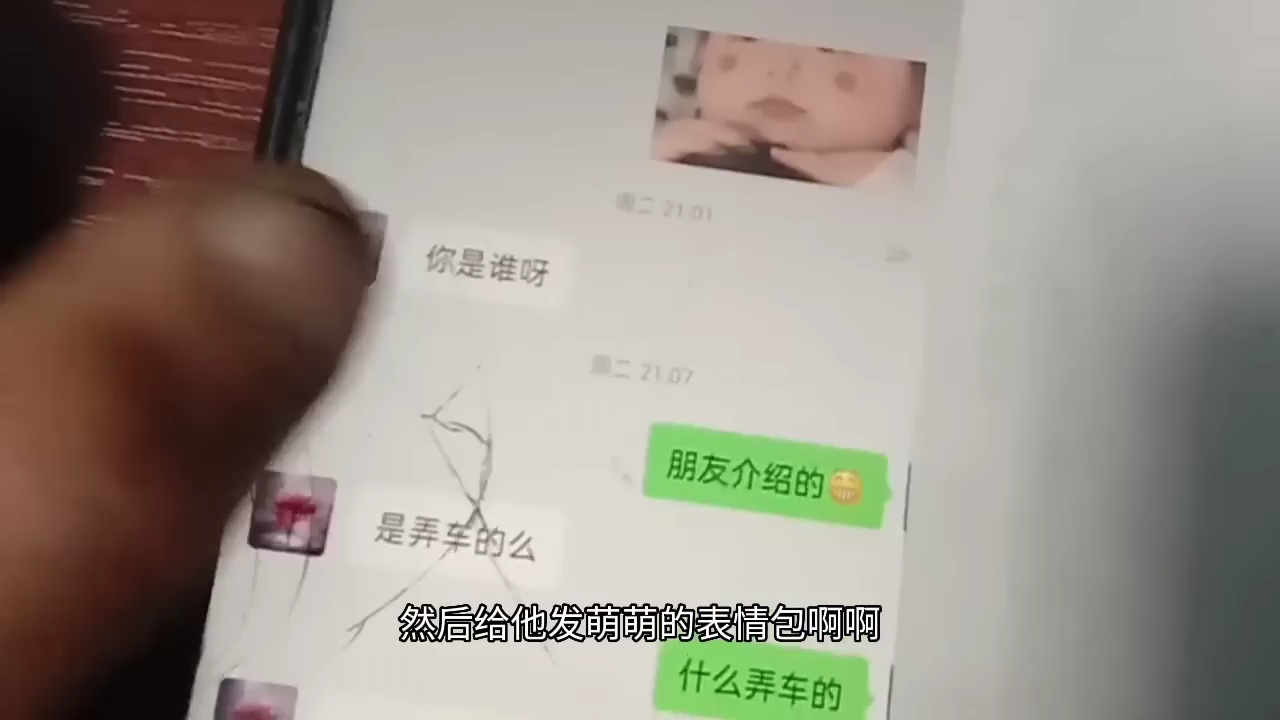 周二 21:01
你是谁呀
周二 21:07
朋友介绍的
是弄车的么
然后给他发萌萌的表情包啊啊
什么弄车的